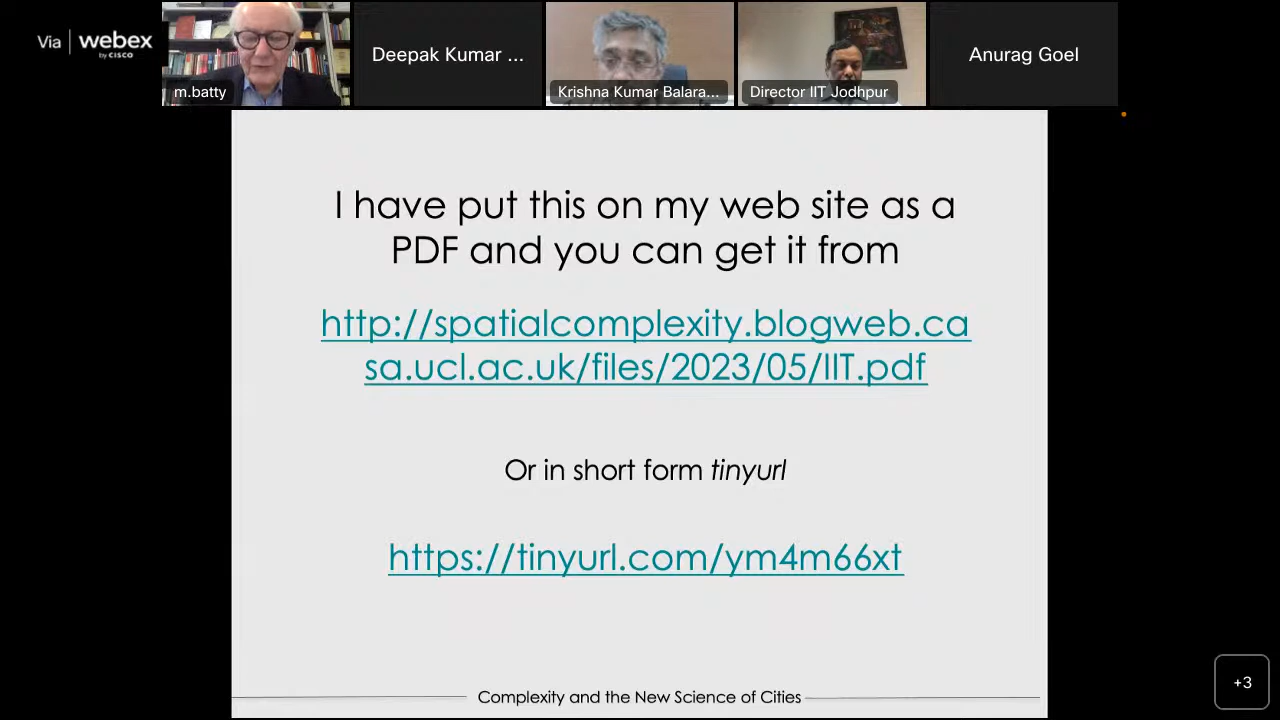 Via | webex
by CISCO
m.batty
Deepak Kumar ...
Krishna Kumar Balara...
Director IIT Jodhpur
Anurag Goel
I have put this on my web site as a
PDF and you can get it from
http://spatialcomplexity.blogweb.ca
sa.ucl.ac.uk/files/2023/05/IIT.pdf
Or in short form tinyurl
https://tinyurl.com/ym4m66xt
Complexity and the New Science of Cities
+3